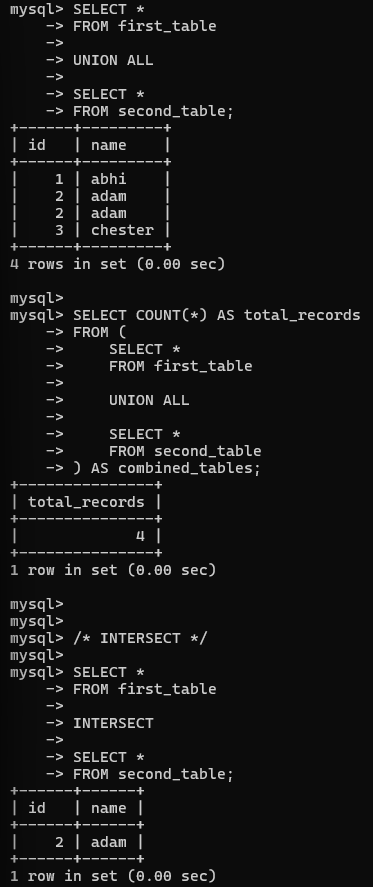 mysql> SELECT *
    -> FROM first_table
    ->
    -> UNION ALL
    ->
    -> SELECT *
    -> FROM second_table;
+------+---------+
| id   | name    |
+------+---------+
|    1 | abhi    |
|    2 | adam    |
|    2 | adam    |
|    3 | chester |
+------+---------+
4 rows in set (0.00 sec)

mysql>
mysql> SELECT COUNT(*) AS total_records
    -> FROM (
    ->     SELECT *
    ->     FROM first_table
    ->
    ->     UNION ALL
    ->
    ->     SELECT *
    ->     FROM second_table
    -> ) AS combined_tables;
+---------------+
| total_records |
+---------------+
|             4 |
+---------------+
1 row in set (0.00 sec)

mysql>
mysql>
mysql> /* INTERSECT */
mysql>
mysql> SELECT *
    -> FROM first_table
    ->
    -> INTERSECT
    ->
    -> SELECT *
    -> FROM second_table;
+------+------+
| id   | name |
+------+------+
|    2 | adam |
+------+------+
1 row in set (0.00 sec)